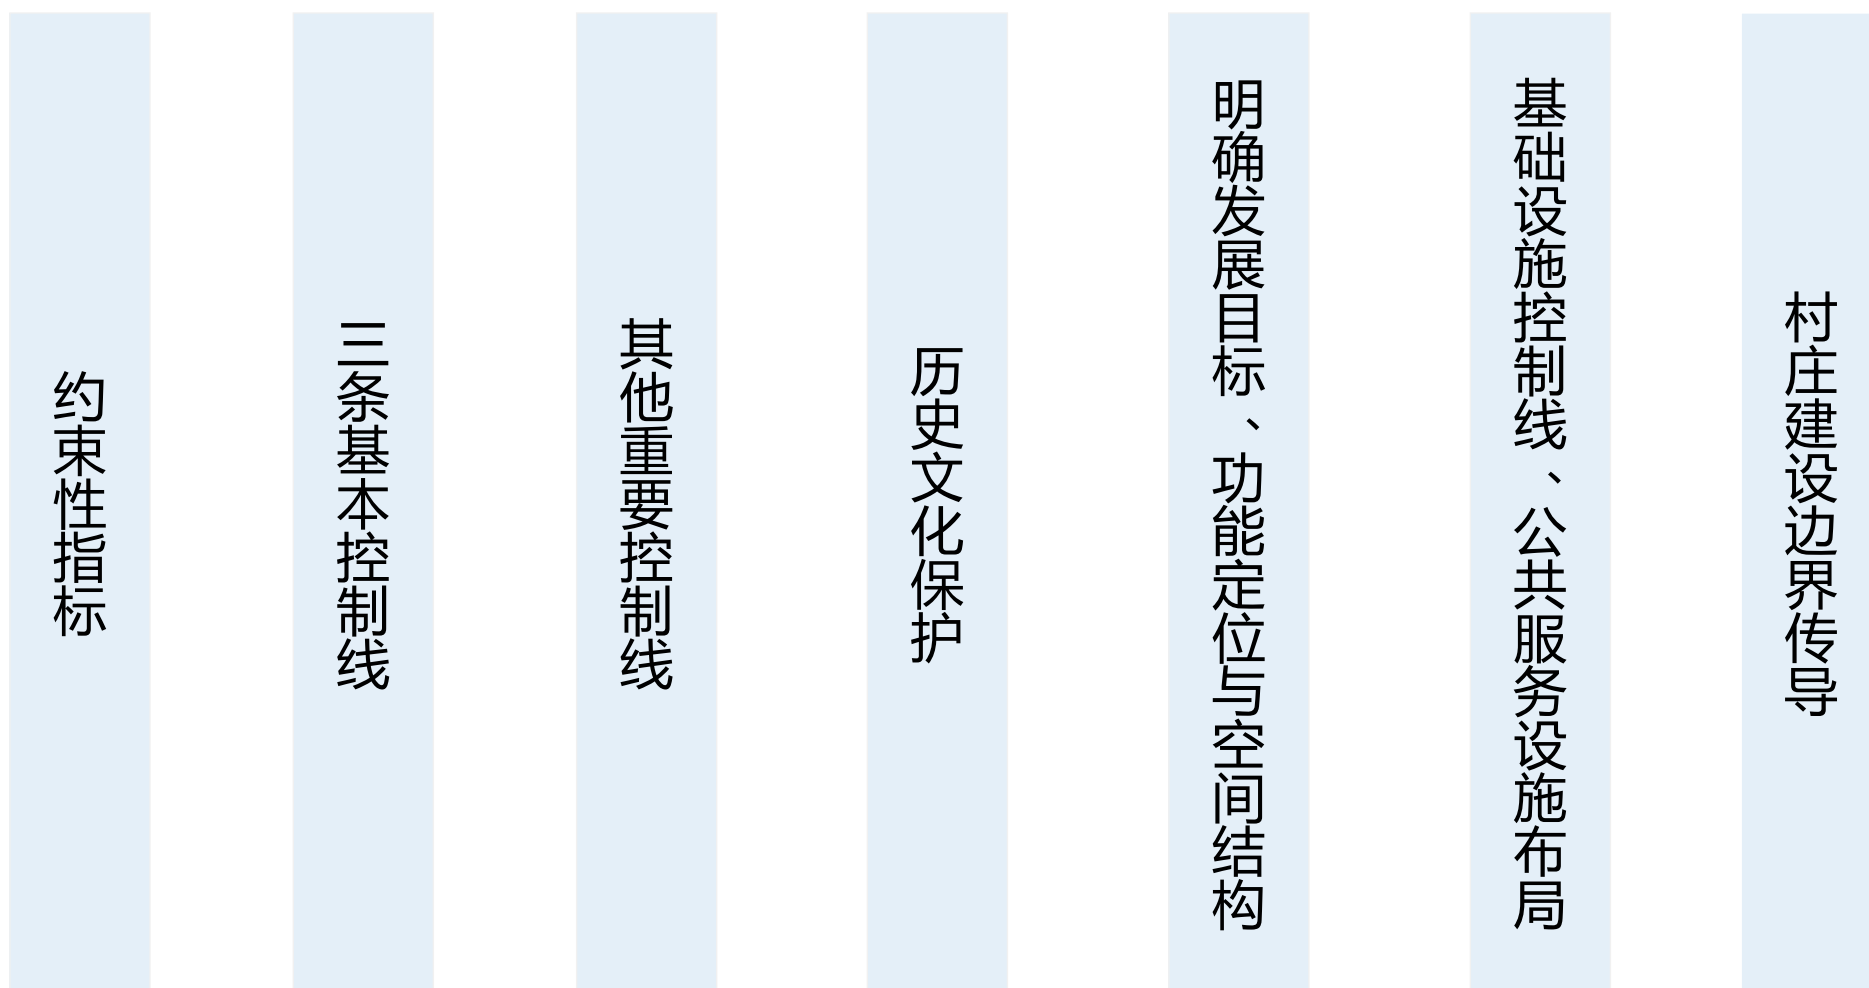 约束性指标
三条基本控制线
其他重要控制线
历史文化保护
明确发展目标、功能定位与空间结构
基础设施控制线、公共服务设施布局
村庄建设边界传导